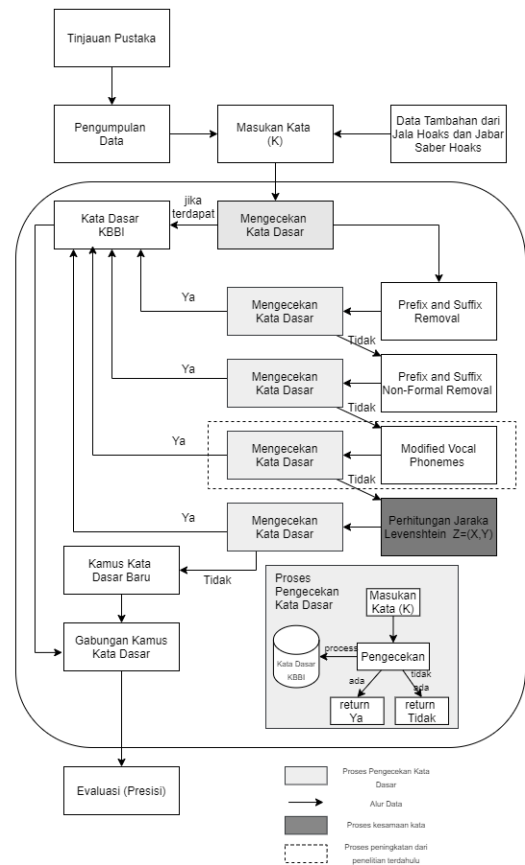 Tinjauan Pustaka
Pengumpulan
Data
Masukan Kata
(K)
Data Tambahan dari
Jala Hoaks dan Jabar
Saber Hoaks
Kata Dasar
KBBI
jika
terdapat
Mengecekan
Kata Dasar
Ya
Mengecekan
Kata Dasar
Prefix and Suffix
Removal
Tidak
Ya
Mengecekan
Kata Dasar
Prefix and Suffix
Non-Formal Removal
Tidak
Ya
Mengecekan
Kata Dasar
Modified Vocal
Phonemes
Tidak
Ya
Mengecekan
Kata Dasar
Perhitungan Jaraka
Levenshtein Z=(X,Y)
Tidak
Kamus Kata
Dasar Baru
Gabungan Kamus
Kata Dasar
Proses
Pengecekan
Kata Dasar
Masukan
Kata (K)
Kata Dasar
KBBI
process
Pengecekan
ada
tidak
ada
return
Ya
return
Tidak
Evaluasi (Presisi)
Proses Pengecekan Kata
Dasar
Alur Data
Proses kesamaan kata
Proses peningkatan dari
penelitian terdahulu